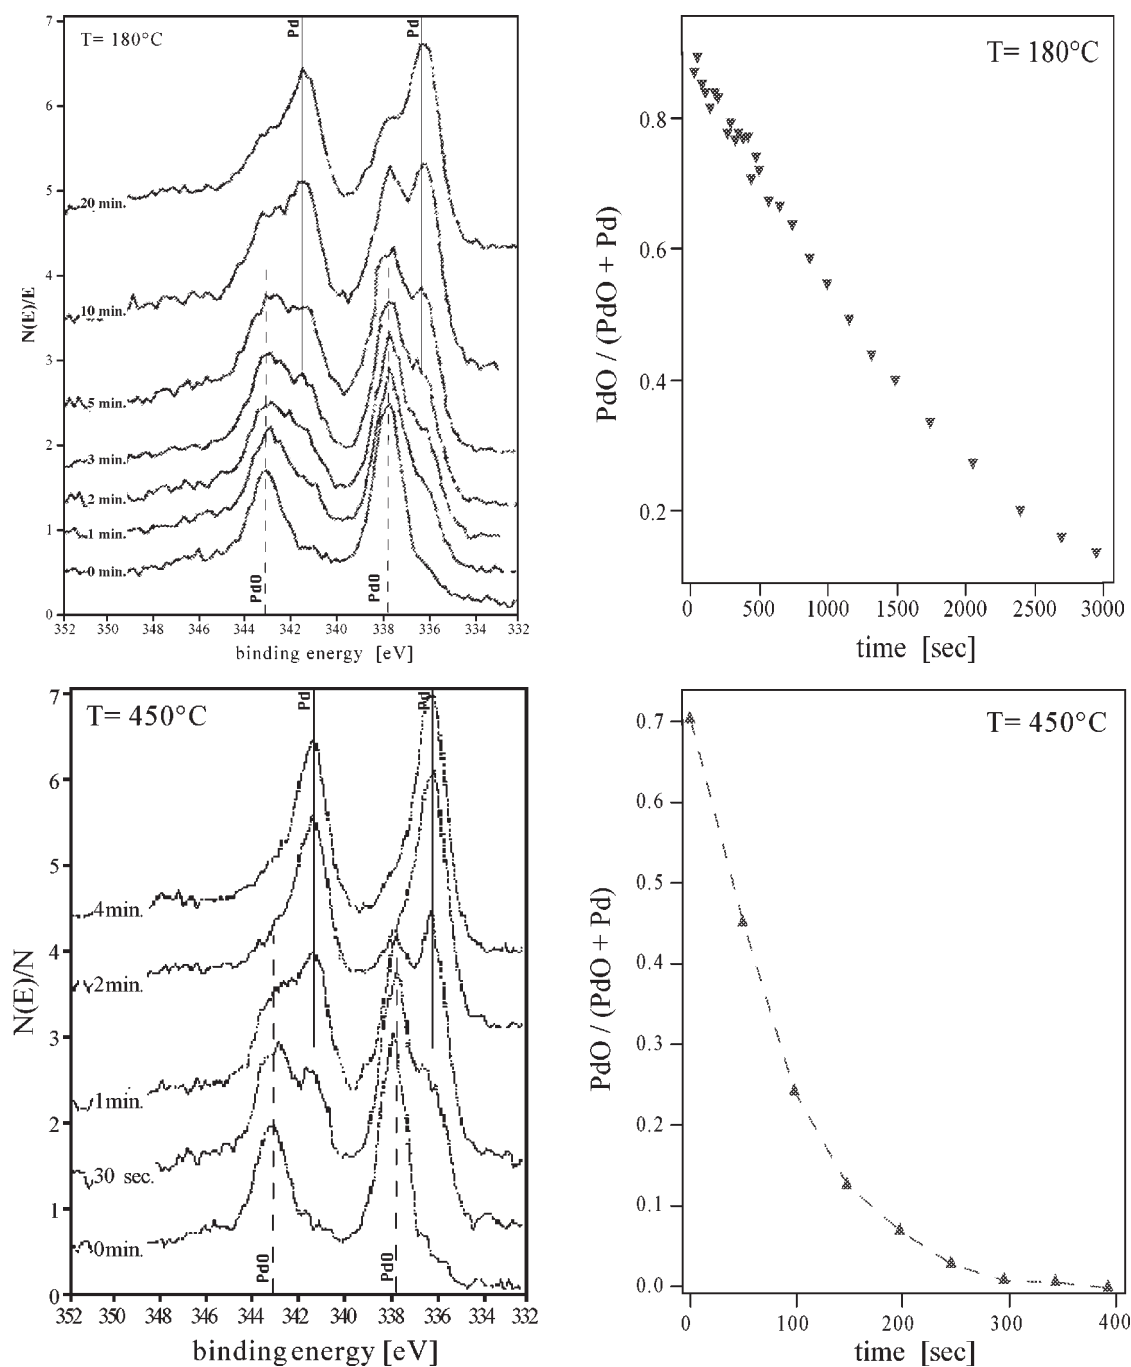 T= 180°C
Pd
Pd
7
6
5
4
3
2
1
0
N(E)/E
20 min.
10 min.
5 min.
3 min.
2 min.
1 min.
0 min.
PdO
PdO
352 350 348 346 344 342 340 338 336 334 332
binding energy [eV]
T= 180°C
0.8
0.6
0.4
0.2
PdO / (PdO + Pd)
0 500 1000 1500 2000 2500 3000
time [sec]
T= 450°C
Pd
Pd
7
6
5
4
3
2
1
0
N(E)/N
4min.
2min.
1min.
30 sec.
0min.
PdO
PdO
352 350 348 346 344 342 340 338 336 334 332
binding energy [eV]
T= 450°C
0.7
0.6
0.5
0.4
0.3
0.2
0.1
0.0
PdO / (PdO + Pd)
0 100 200 300 400
time [sec]